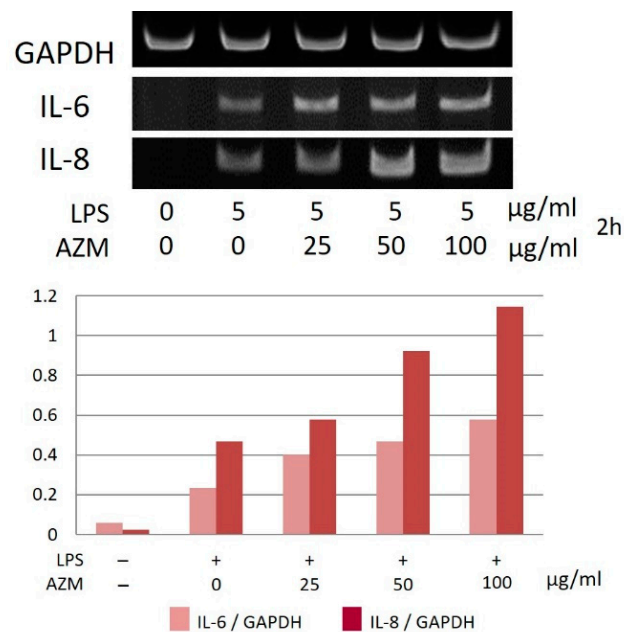 GAPDH
IL-6
IL-8
LPS 0 5 5 5 5 µg/ml
AZM 0 0 25 50 100 µg/ml
2h
1.2
1
0.8
0.6
0.4
0.2
0
LPS – + + + +
AZM – 0 25 50 100 µg/ml
IL-6 / GAPDH IL-8 / GAPDH